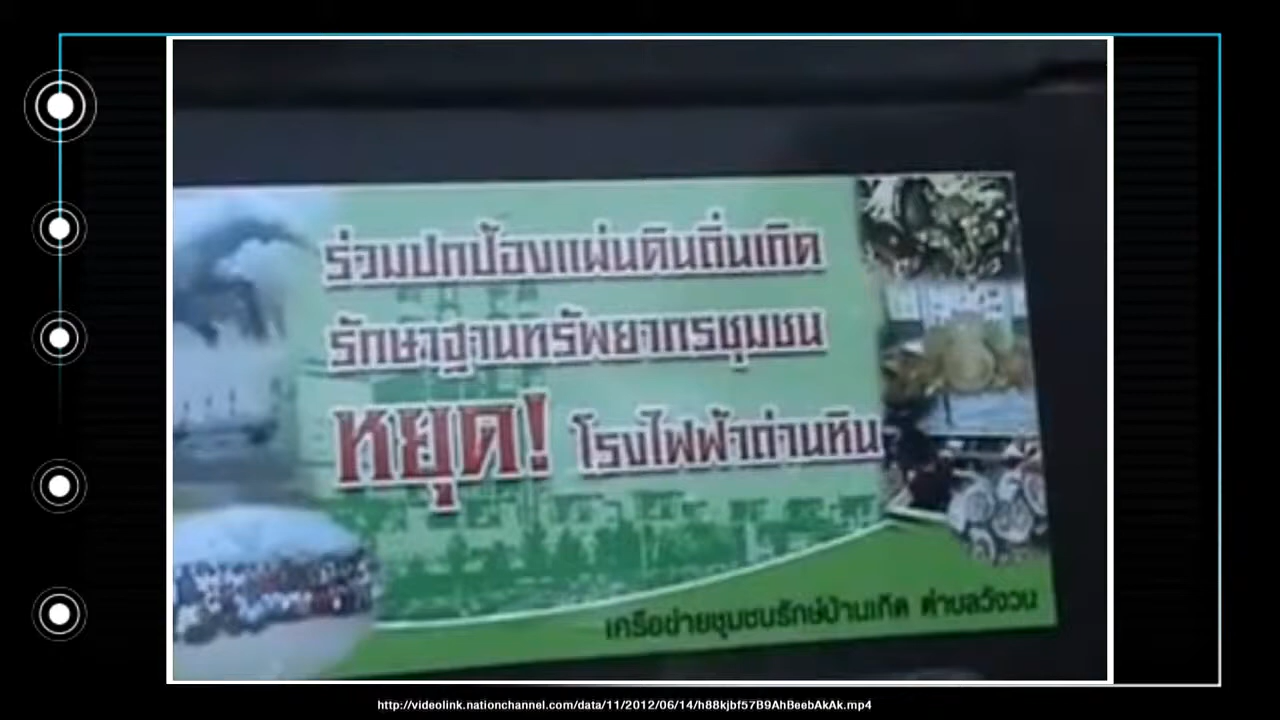 ร่วมปกป้องแผ่นดินถิ่นเกิด
รักษาฐานทรัพยากรชุมชน
หยุด! โรงไฟฟ้าถ่านหิน
เครือข่ายชุมชนรักษ์บ้านเกิด ตำบลวังวน
http://videolink.nationchannel.com/data/11/2012/06/14/h88kjbf57B9AhBeebAkAk.mp4